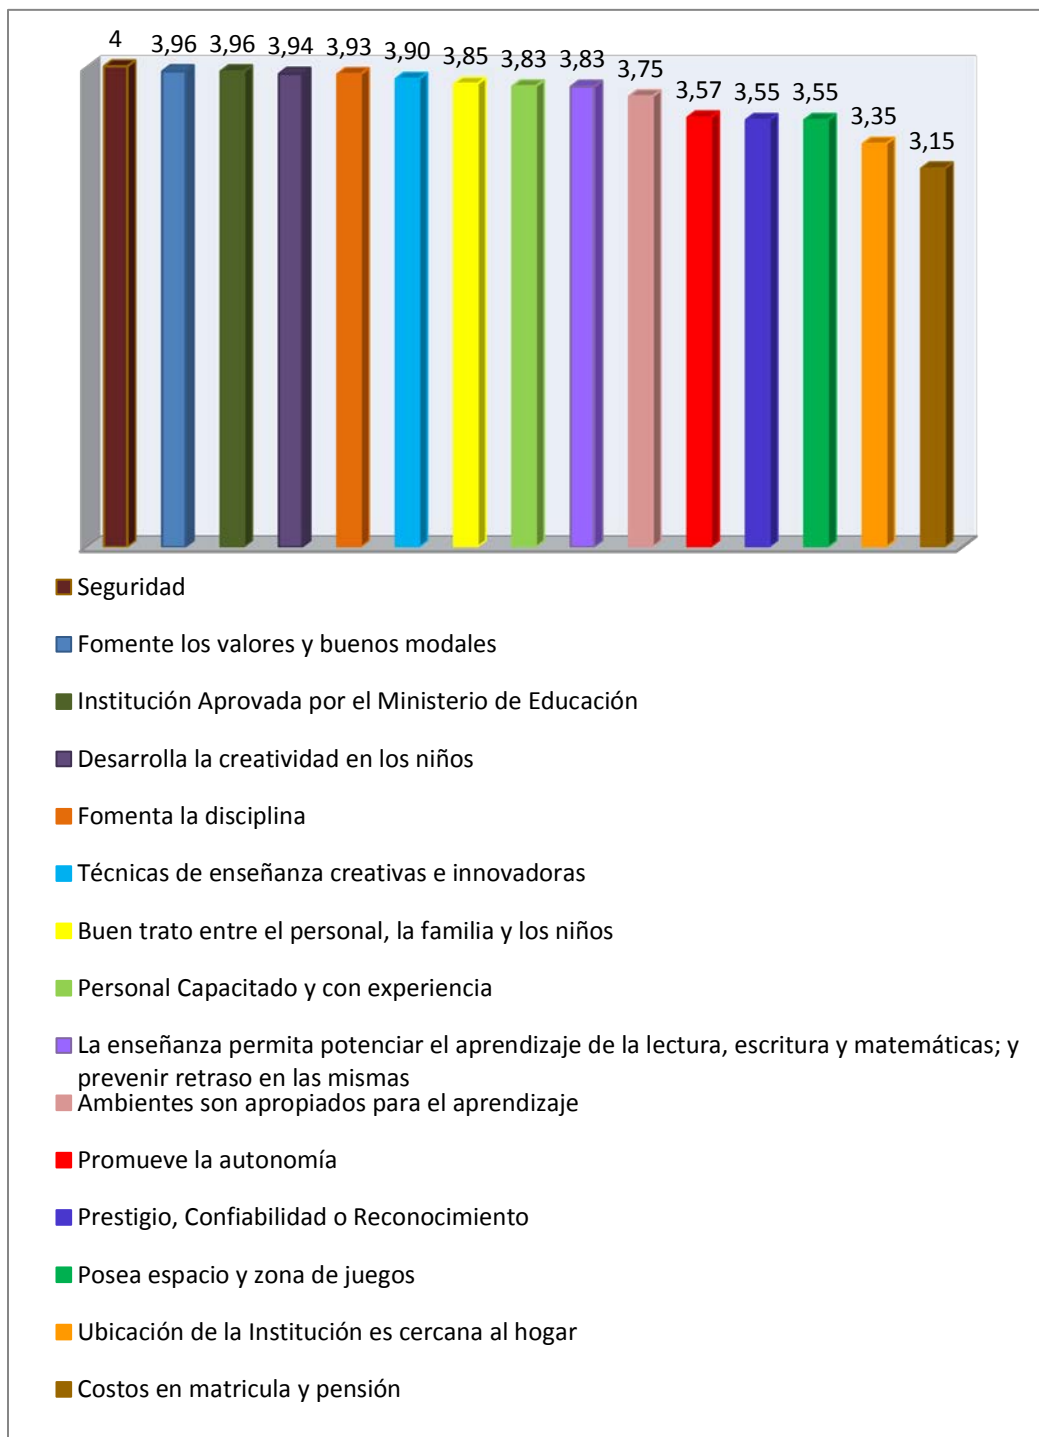 4
3,96
3,96
3,94
3,93
3,90
3,85
3,83
3,83
3,75
3,57
3,55
3,55
3,35
3,15
Seguridad
Fomente los valores y buenos modales
Institución Aprovada por el Ministerio de Educación
Desarrolla la creatividad en los niños
Fomenta la disciplina
Técnicas de enseñanza creativas e innovadoras
Buen trato entre el personal, la familia y los niños
Personal Capacitado y con experiencia
La enseñanza permita potenciar el aprendizaje de la lectura, escritura y matemáticas; y
prevenir retraso en las mismas
Ambientes son apropiados para el aprendizaje
Promueve la autonomía
Prestigio, Confiabilidad o Reconocimiento
Posea espacio y zona de juegos
Ubicación de la Institución es cercana al hogar
Costos en matricula y pensión